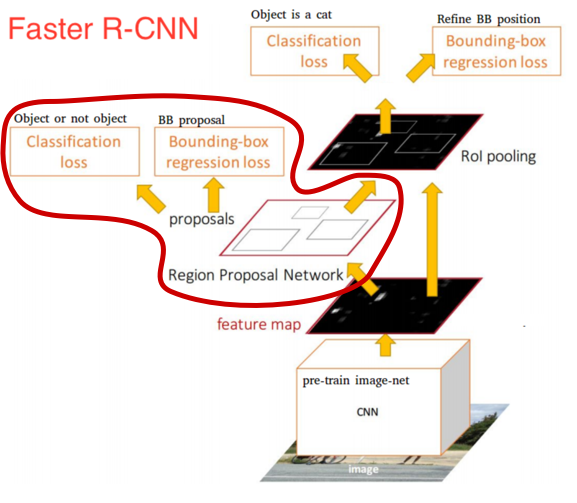 Faster R-CNN
Object is a cat
Classification
loss
Refine BB position
Bounding-box
regression loss
Object or not object
Classification
loss
BB proposal
Bounding-box
regression loss
RoI pooling
proposals
Region Proposal Network
feature map
pre-train image-net
CNN
image